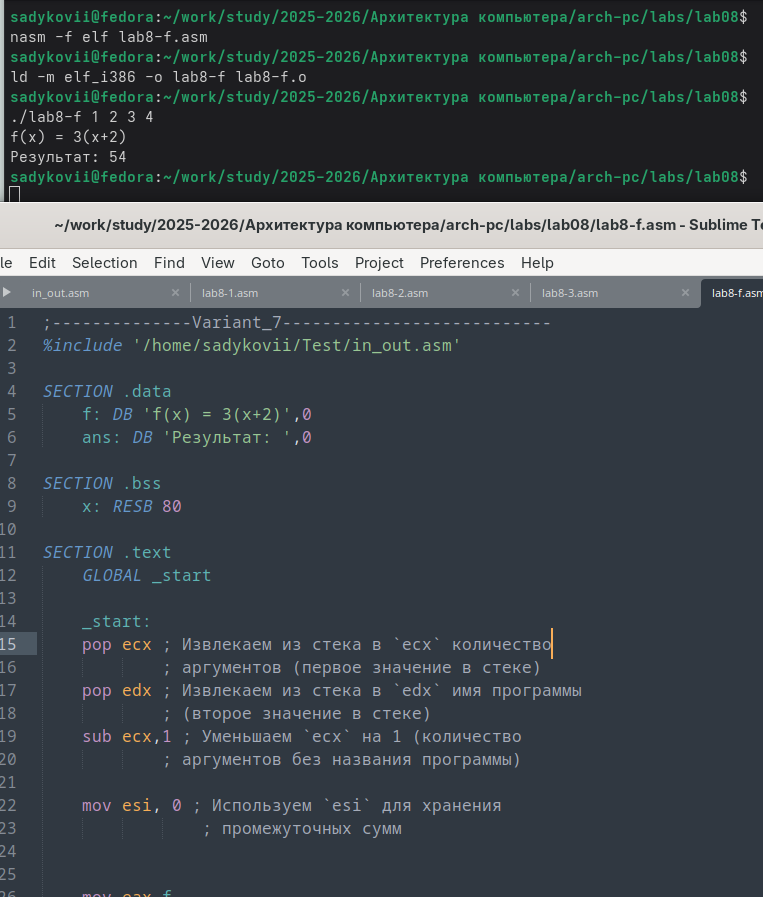 sadykovii@fedora:~/work/study/2025-2026/Архитектура компьютера/arch-pc/labs/lab08$
nasm -f elf lab8-f.asm
sadykovii@fedora:~/work/study/2025-2026/Архитектура компьютера/arch-pc/labs/lab08$
ld -m elf_i386 -o lab8-f lab8-f.o
sadykovii@fedora:~/work/study/2025-2026/Архитектура компьютера/arch-pc/labs/lab08$
./lab8-f 1 2 3 4
f(x) = 3(x+2)
Результат: 54
sadykovii@fedora:~/work/study/2025-2026/Архитектура компьютера/arch-pc/labs/lab08$
~/work/study/2025-2026/Архитектура компьютера/arch-pc/labs/lab08/lab8-f.asm - Sublime Te
le Edit Selection Find View Goto Tools Project Preferences Help
in_out.asm × lab8-1.asm × lab8-2.asm × lab8-3.asm × lab8-f.asm
1 ;--------------Variant_7---------------------------
2 %include '/home/sadykovii/Test/in_out.asm'
3
4 SECTION .data
5 f: DB 'f(x) = 3(x+2)',0
6 ans: DB 'Результат: ',0
7
8 SECTION .bss
9 x: RESB 80
10
11 SECTION .text
12 GLOBAL _start
13
14 _start:
15 pop ecx ; Извлекаем из стека в `ecx` количество
16 ; аргументов (первое значение в стеке)
17 pop edx ; Извлекаем из стека в `edx` имя программы
18 ; (второе значение в стеке)
19 sub ecx,1 ; Уменьшаем `ecx` на 1 (количество
20 ; аргументов без названия программы)
21
22 mov esi, 0 ; Используем `esi` для хранения
23 ; промежуточных сумм
24
25
26 mov eax,f